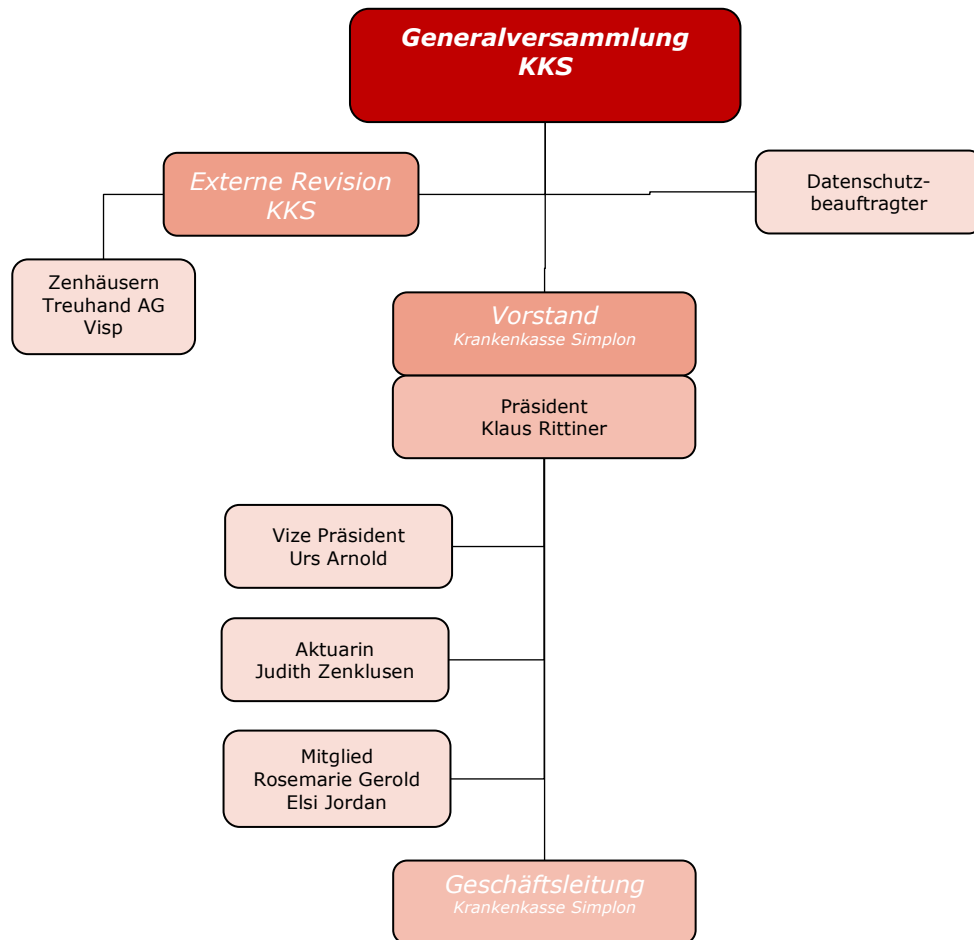 Generalversammlung
KKS
Externe Revision
KKS
Datenschutz-
beauftragter
Zenhäusern
Treuhand AG
Visp
Vorstand
Krankenkasse Simplon
Präsident
Klaus Rittiner
Vize Präsident
Urs Arnold
Aktuarin
Judith Zenklusen
Mitglied
Rosemarie Gerold
Elsi Jordan
Geschäftsleitung
Krankenkasse Simplon